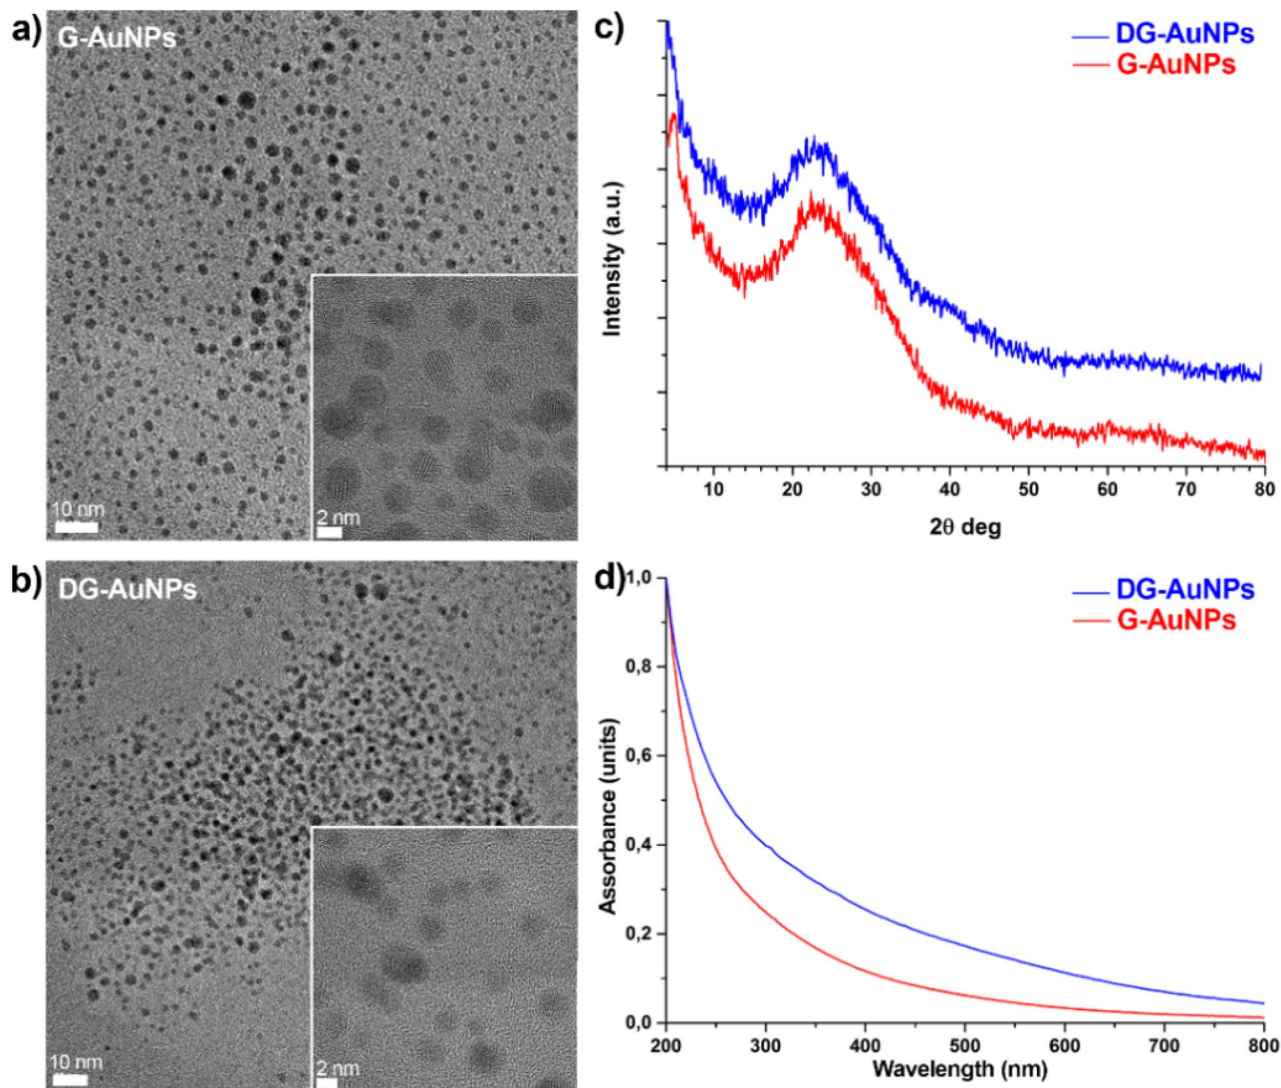 a)
G-AuNPs
10 nm
2 nm
b)
DG-AuNPs
10 nm
2 nm
c)
DG-AuNPs
G-AuNPs
Intensity (a.u.)
10 20 30 40 50 60 70 80
2θ deg
d)
DG-AuNPs
G-AuNPs
1,0
0,8
0,6
0,4
0,2
0,0
Assorbance (units)
200 300 400 500 600 700 800
Wavelength (nm)